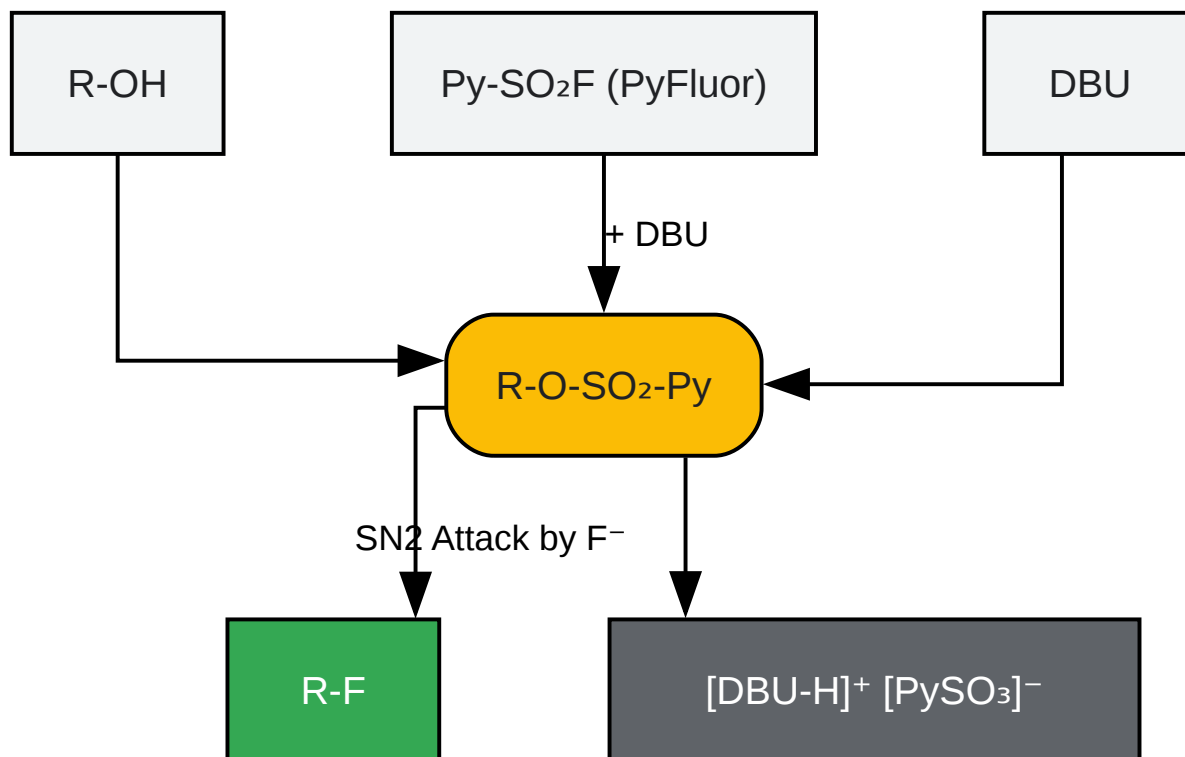 R-OH
Py-SO₂F (PyFluor)
DBU
+ DBU
R-O-SO₂-Py
SN2 Attack by F⁻
R-F
[DBU-H]⁺ [PySO₃]⁻